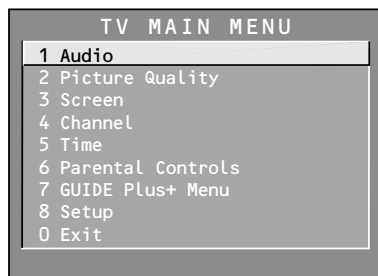 TV MAIN MENU
1 Audio
2 Picture Quality
3 Screen
4 Channel
5 Time
6 Parental Controls
7 GUIDE Plus+ Menu
8 Setup
0 Exit